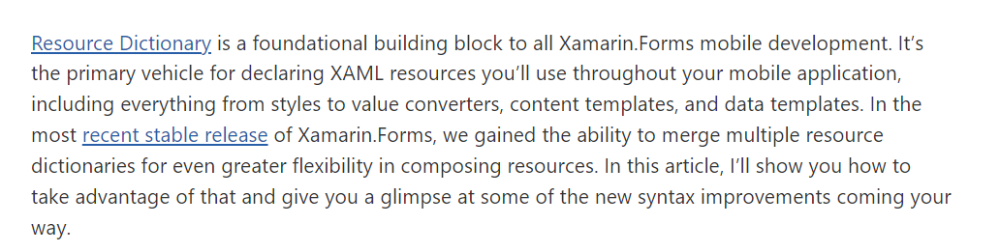 Resource Dictionary is a foundational building block to all Xamarin.Forms mobile development. It’s
the primary vehicle for declaring XAML resources you’ll use throughout your mobile application,
including everything from styles to value converters, content templates, and data templates. In the
most recent stable release of Xamarin.Forms, we gained the ability to merge multiple resource
dictionaries for even greater flexibility in composing resources. In this article, I’ll show you how to
take advantage of that and give you a glimpse at some of the new syntax improvements coming your
way.